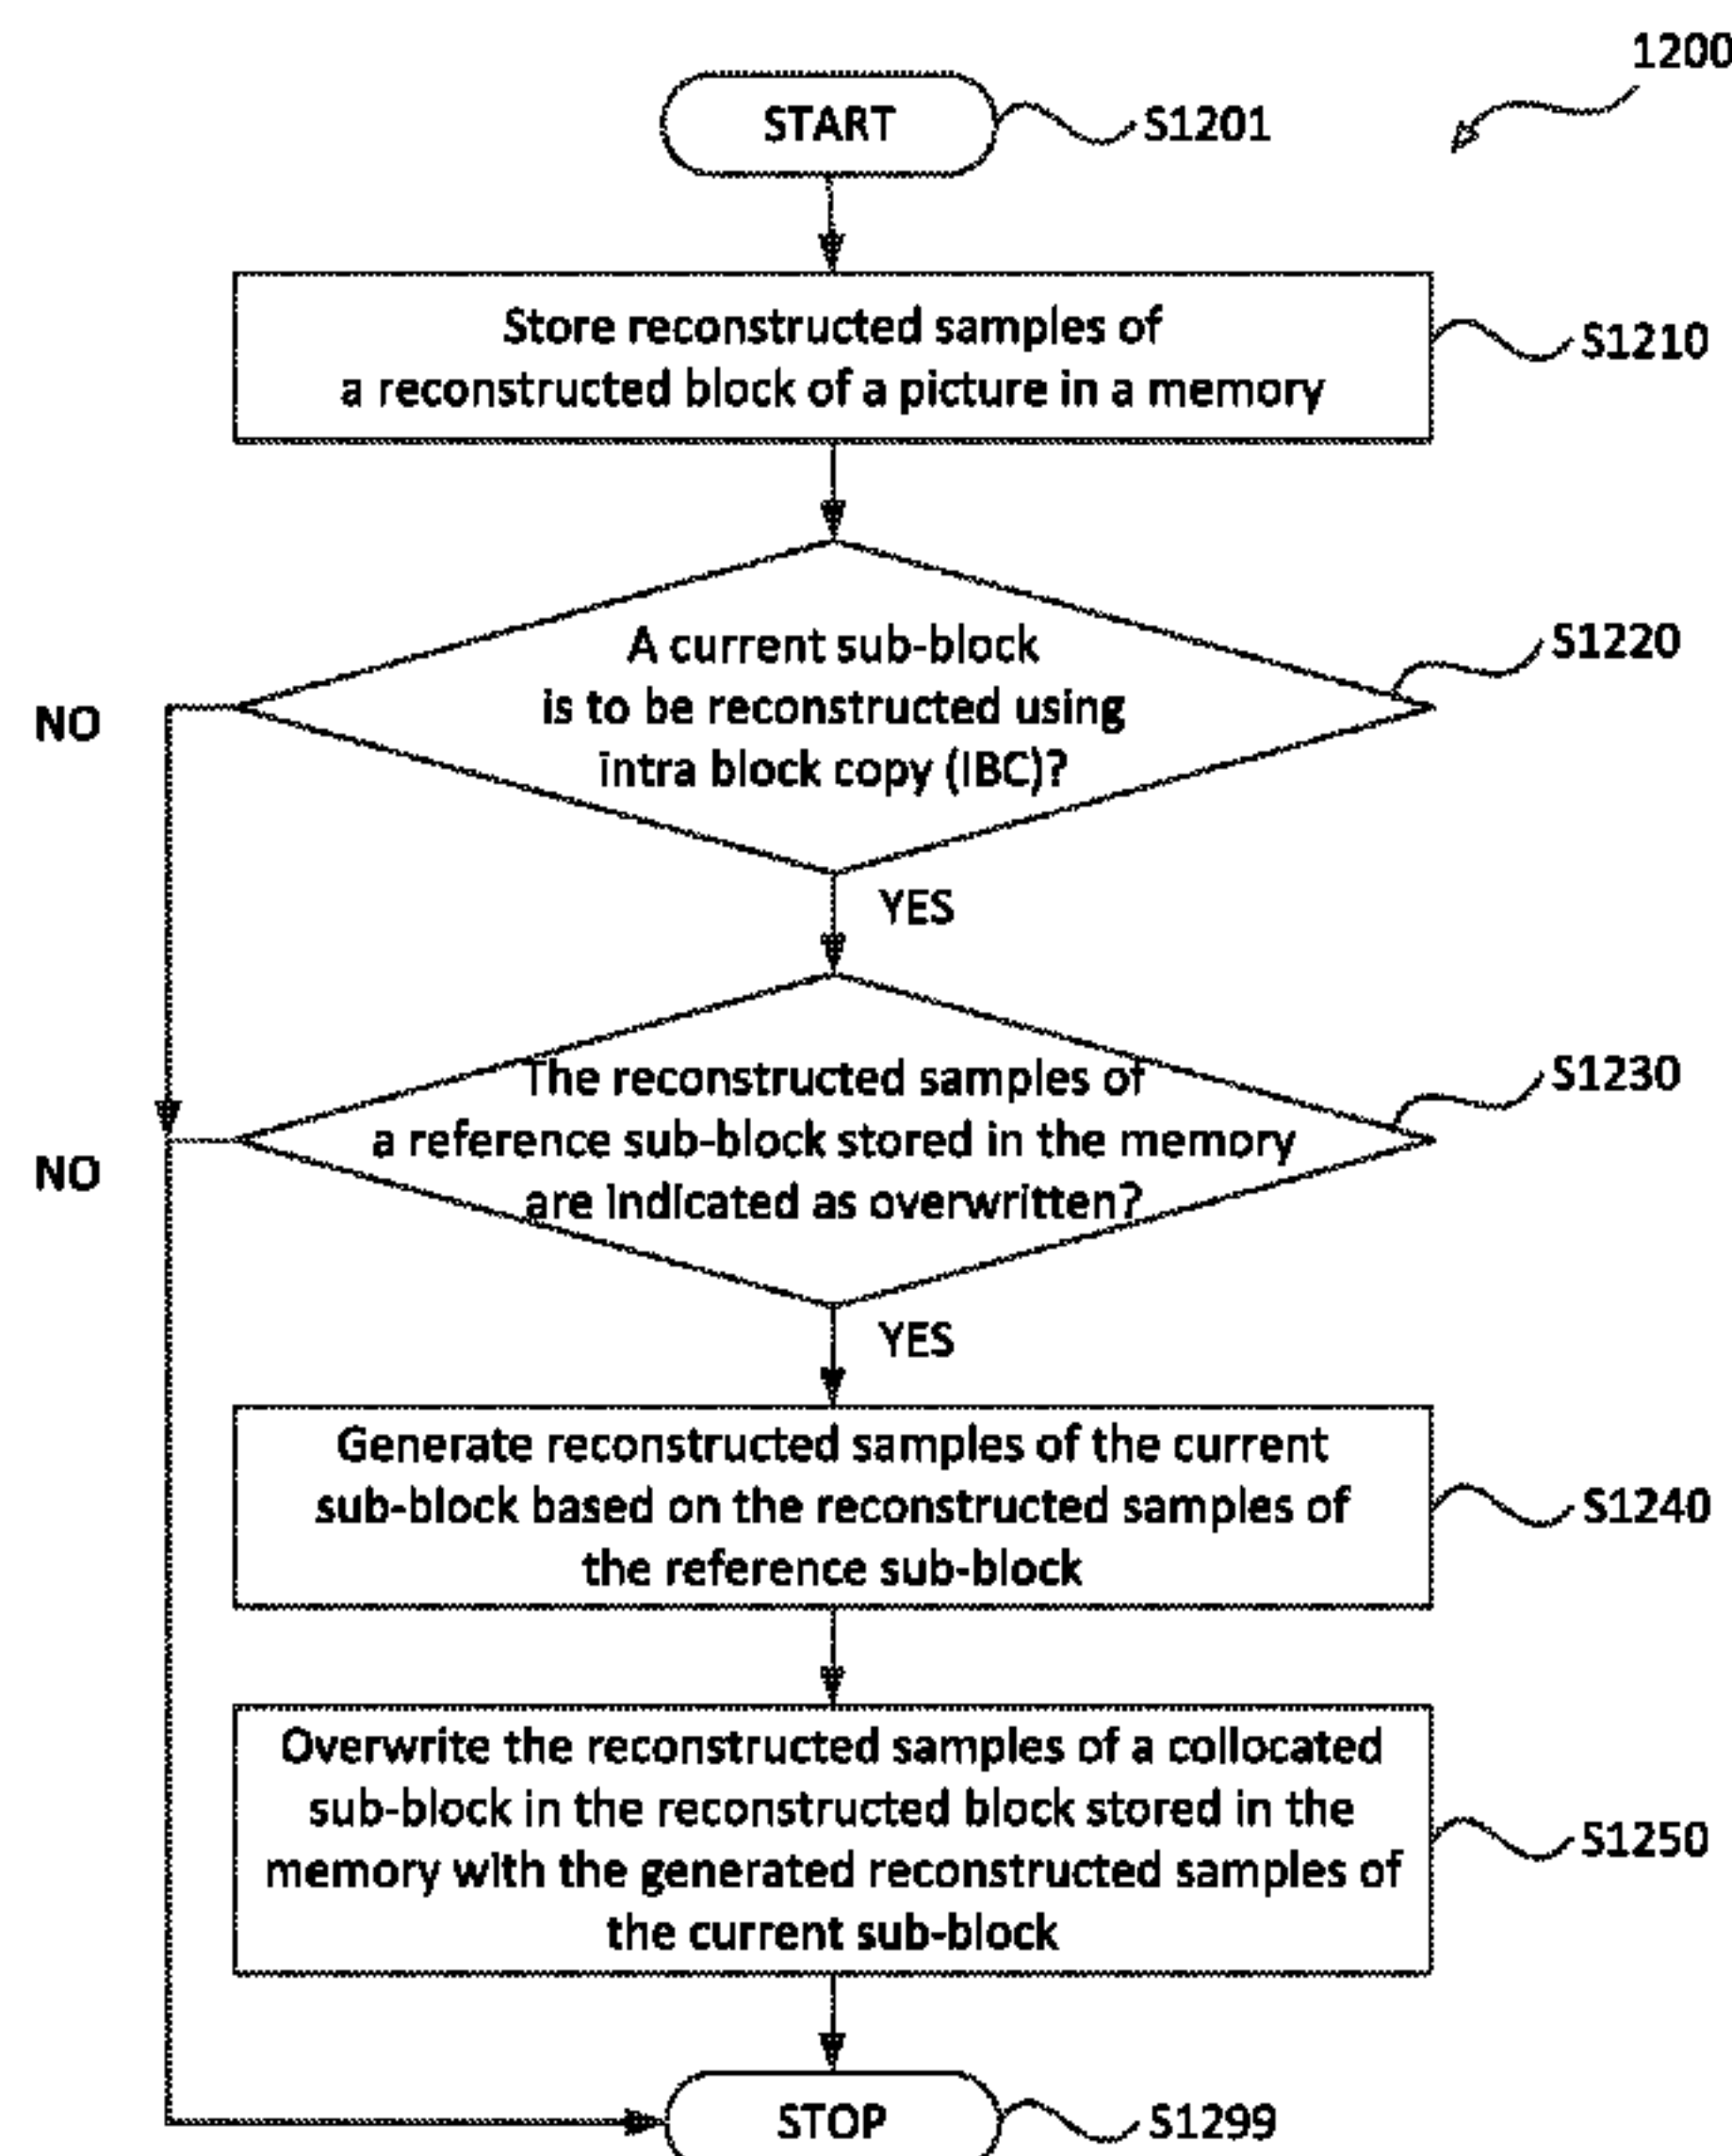 1200
START
S1201
Store reconstructed samples of
a reconstructed block of a picture in a memory
S1210
A current sub-block
is to be reconstructed using
intra block copy (IBC)?
S1220
NO
YES
The reconstructed samples of
a reference sub-block stored in the memory
are indicated as overwritten?
S1230
NO
YES
Generate reconstructed samples of the current
sub-block based on the reconstructed samples of
the reference sub-block
S1240
Overwrite the reconstructed samples of a collocated
sub-block in the reconstructed block stored in the
memory with the generated reconstructed samples of
the current sub-block
S1250
STOP
S1299